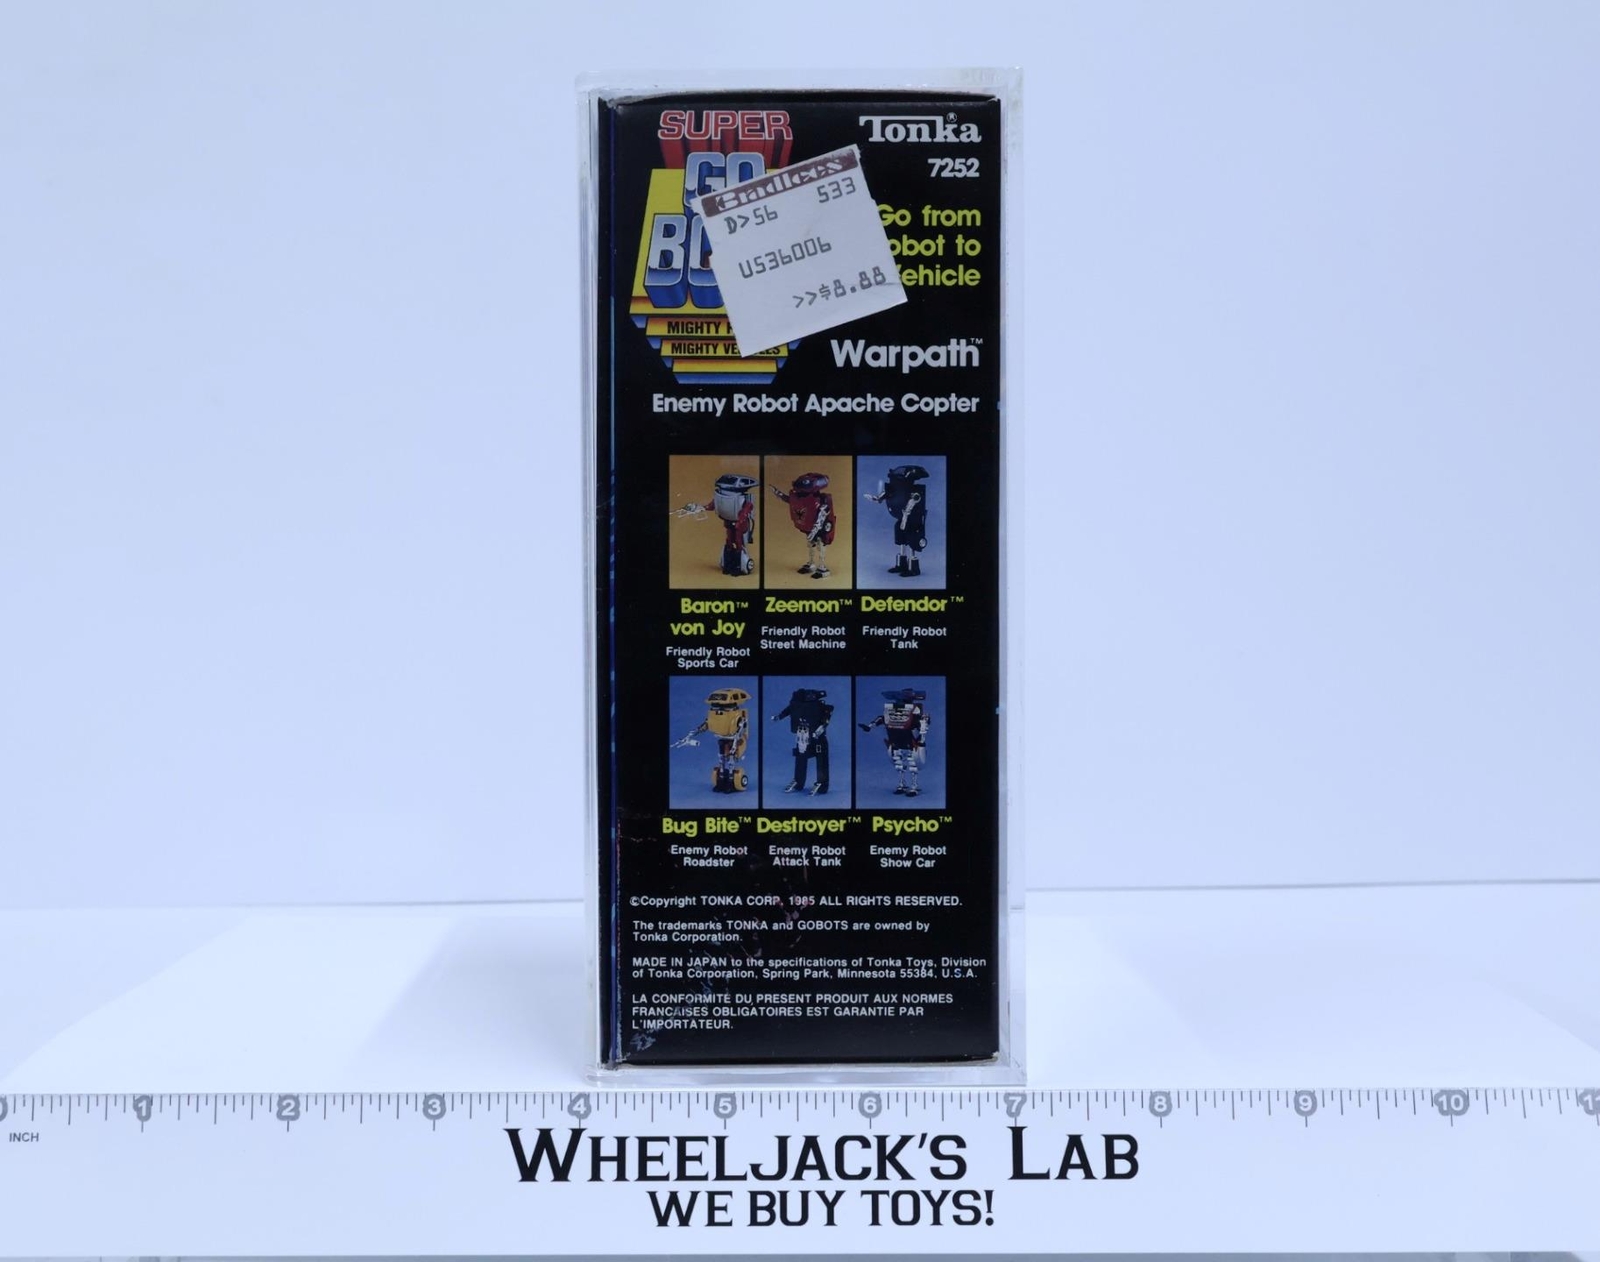 SUPER
GO
BO
MIGHTY
MIGHTY VE LES
Tonka®
7252
Go from
obot to
ehicle
Bradlees
D>56 533
US36006
>>$8.88
Warpath™
Enemy Robot Apache Copter
Baron™
von Joy
Friendly Robot
Sports Car
Zeemon™
Friendly Robot
Street Machine
Defendor™
Friendly Robot
Tank
Bug Bite™
Enemy Robot
Roadster
Destroyer™
Enemy Robot
Attack Tank
Psycho™
Enemy Robot
Show Car
©Copyright TONKA CORP. 1985 ALL RIGHTS RESERVED.
The trademarks TONKA and GOBOTS are owned by
Tonka Corporation.
MADE IN JAPAN to the specifications of Tonka Toys, Division
of Tonka Corporation, Spring Park, Minnesota 55384, U.S.A.
LA CONFORMITÉ DU PRESENT PRODUIT AUX NORMES
FRANCAISES OBLIGATOIRES EST GARANTIE PAR
L'IMPORTATEUR.
0 1 2 3 4 5 6 7 8 9 10 11
INCH
WHEELJACK'S LAB
WE BUY TOYS!